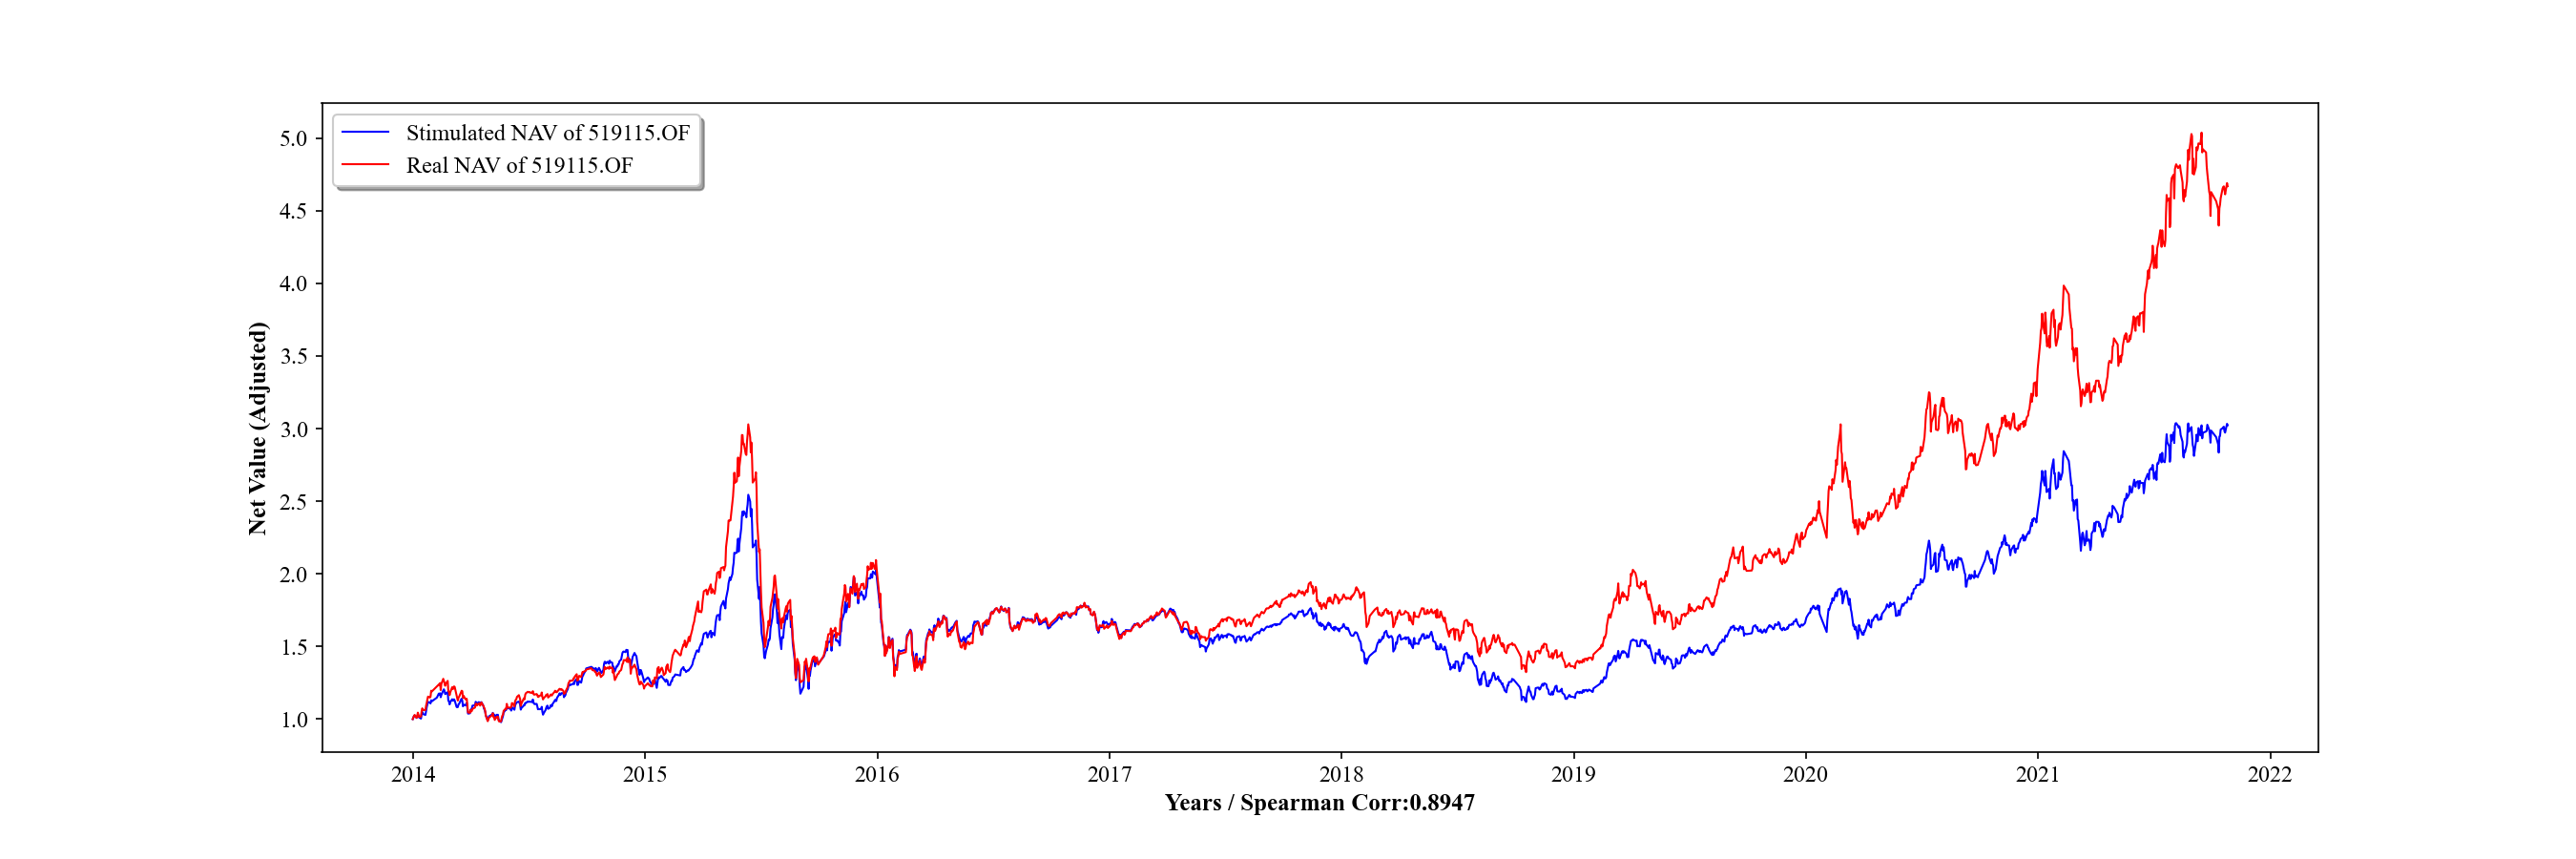 Stimulated NAV of 519115.OF
Real NAV of 519115.OF
Net Value (Adjusted)
5.0
4.5
4.0
3.5
3.0
2.5
2.0
1.5
1.0
2014 2015 2016 2017 2018 2019 2020 2021 2022
Years / Spearman Corr:0.8947